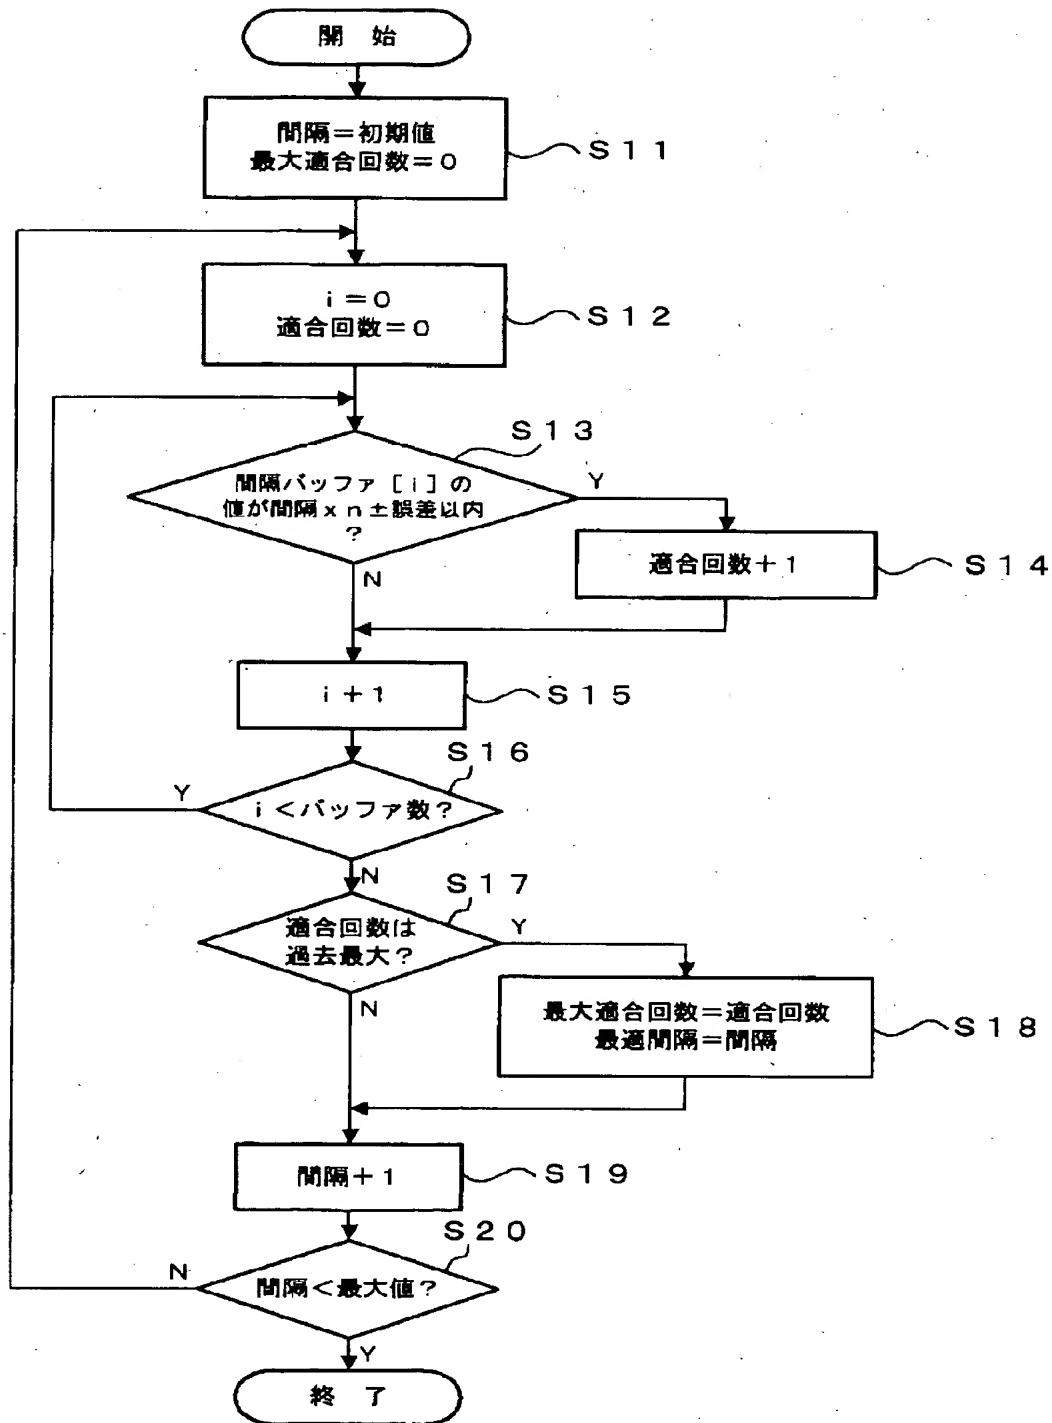 開 始
間隔＝初期値
最大適合回数＝０
Ｓ１１
ｉ＝０
適合回数＝０
Ｓ１２
Ｓ１３
間隔バッファ［ｉ］の
値が間隔ｘｎ±誤差以内
？
Ｙ
Ｎ
適合回数＋１
Ｓ１４
ｉ＋１
Ｓ１５
Ｓ１６
ｉ＜バッファ数？
Ｙ
Ｎ
Ｓ１７
適合回数は
過去最大？
Ｙ
Ｎ
最大適合回数＝適合回数
最適間隔＝間隔
Ｓ１８
間隔＋１
Ｓ１９
Ｓ２０
間隔＜最大値？
Ｎ
Ｙ
終 了